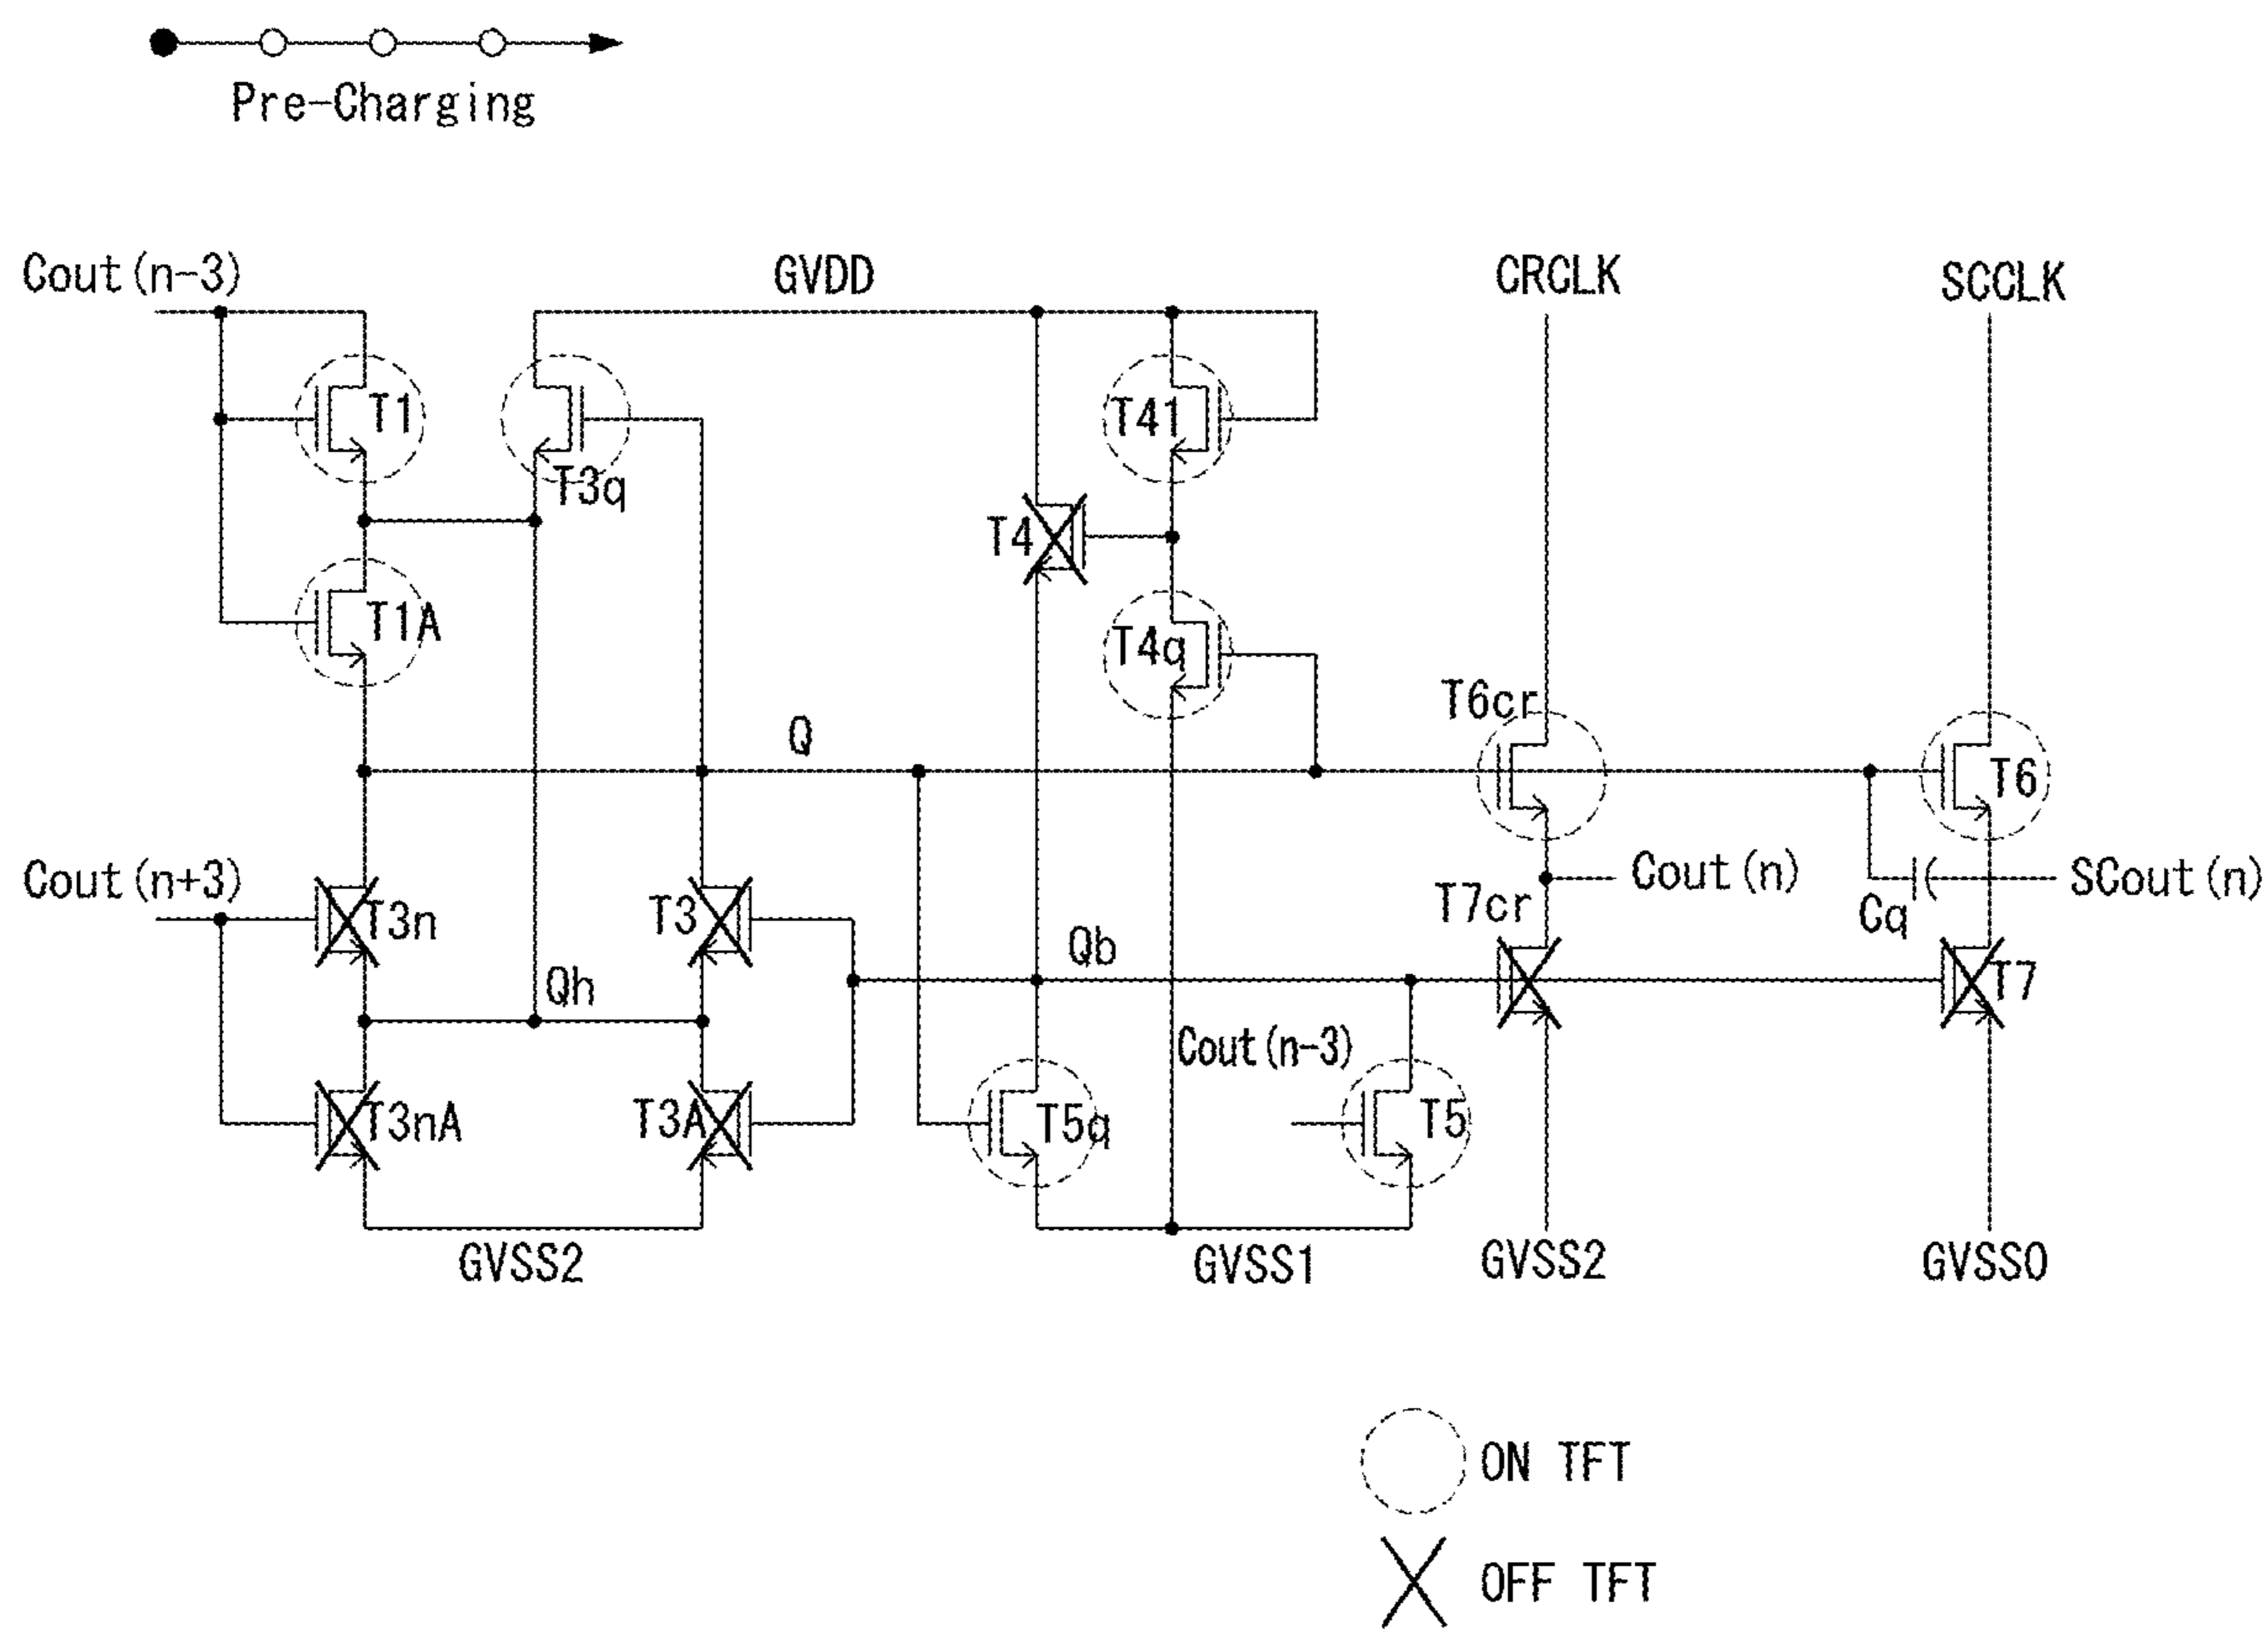 Pre-Charging
Cout(n-3)
GVDD
CRCLK
SCCLK
T1
T3q
T41
T4
T1A
T4q
T6cr
Q
T6
Cout(n+3)
Cout(n)
SCout(n)
T3n
T3
T7cr
Cq
Qb
Qh
T7
Cout(n-3)
T3nA
T3A
T5q
T5
GVSS2
GVSS1
GVSS2
GVSS0
ON TFT
OFF TFT